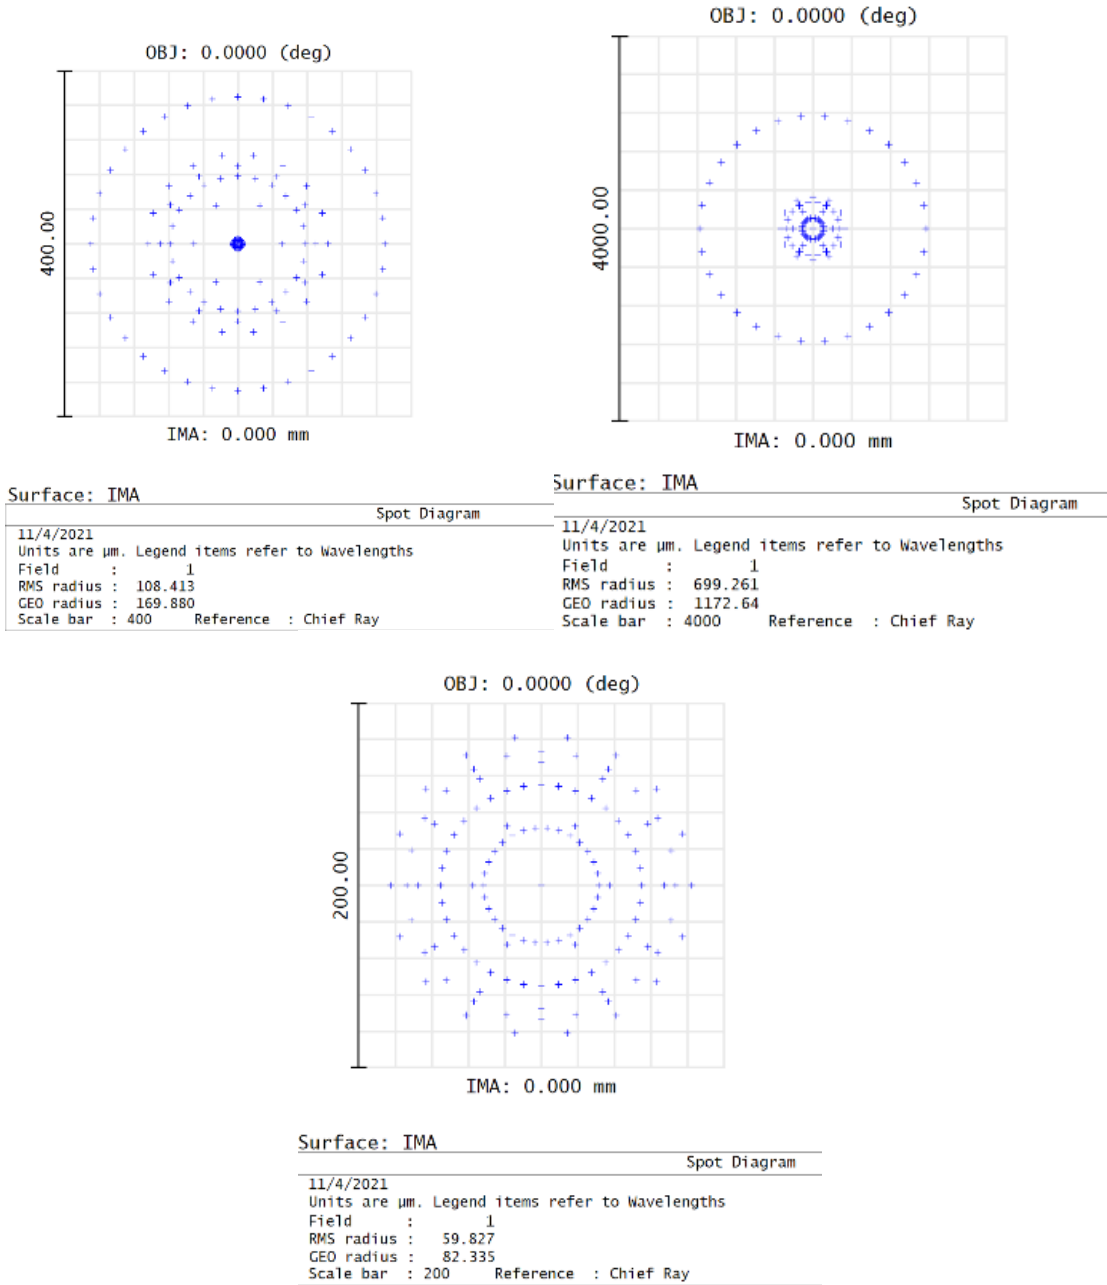 OBJ: 0.0000 (deg)
400.00
IMA: 0.000 mm
Surface: IMA
Spot Diagram
11/4/2021
Units are µm. Legend items refer to Wavelengths
Field : 1
RMS radius : 108.413
GEO radius : 169.880
Scale bar : 400 Reference : Chief Ray
OBJ: 0.0000 (deg)
4000.00
IMA: 0.000 mm
Surface: IMA
Spot Diagram
11/4/2021
Units are µm. Legend items refer to Wavelengths
Field : 1
RMS radius : 699.261
GEO radius : 1172.64
Scale bar : 4000 Reference : Chief Ray
OBJ: 0.0000 (deg)
200.00
IMA: 0.000 mm
Surface: IMA
Spot Diagram
11/4/2021
Units are µm. Legend items refer to Wavelengths
Field : 1
RMS radius : 59.827
GEO radius : 82.335
Scale bar : 200 Reference : Chief Ray